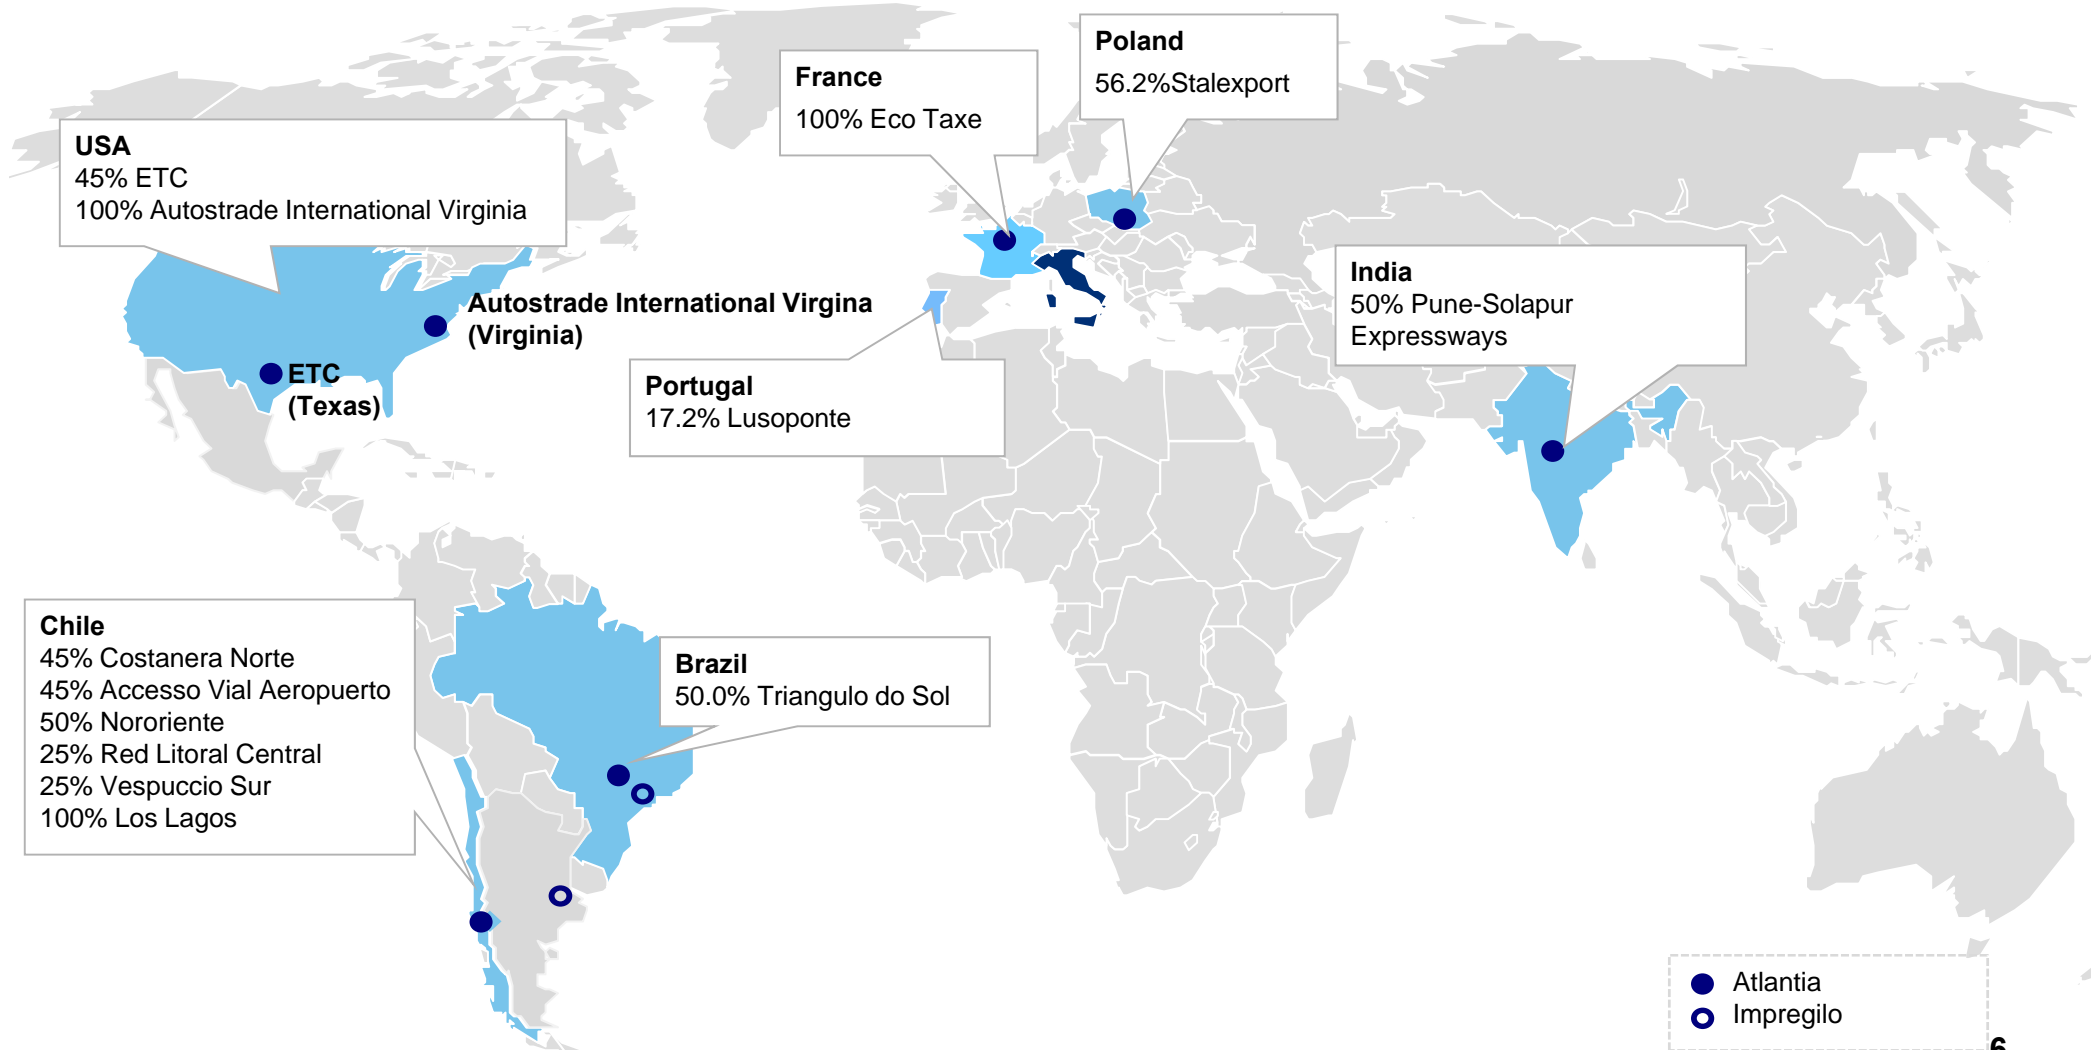 Poland
56.2%Stalexport
France
100% Eco Taxe
USA
45% ETC
100% Autostrade International Virginia
India
50% Pune-Solapur
Expressways
Autostrade International Virgina
(Virginia)
ETC
(Texas)
Portugal
17.2% Lusoponte
Chile
45% Costanera Norte
45% Accesso Vial Aeropuerto
50% Nororiente
25% Red Litoral Central
25% Vespuccio Sur
100% Los Lagos
Brazil
50.0% Triangulo do Sol
Atlantia
Impregilo
6